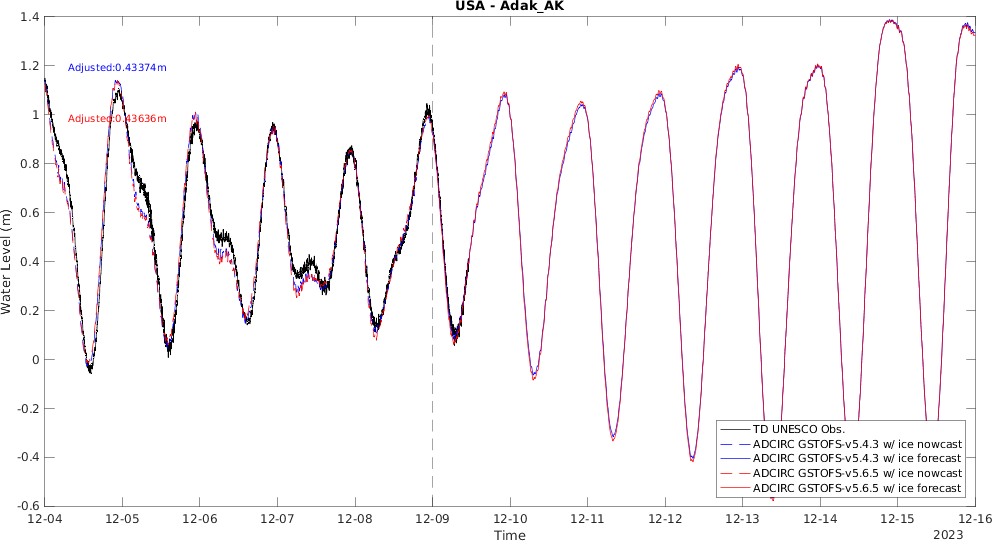 USA - Adak_AK
1.4
1.2
1
0.8
0.6
0.4
0.2
0
-0.2
-0.4
-0.6
Water Level (m)
Adjusted:0.43374m
Adjusted:0.43636m
TD UNESCO Obs.
ADCIRC GSTOFS-v5.4.3 w/ ice nowcast
ADCIRC GSTOFS-v5.4.3 w/ ice forecast
ADCIRC GSTOFS-v5.6.5 w/ ice nowcast
ADCIRC GSTOFS-v5.6.5 w/ ice forecast
12-04 12-05 12-06 12-07 12-08 12-09 12-10 12-11 12-12 12-13 12-14 12-15 12-16
Time
2023